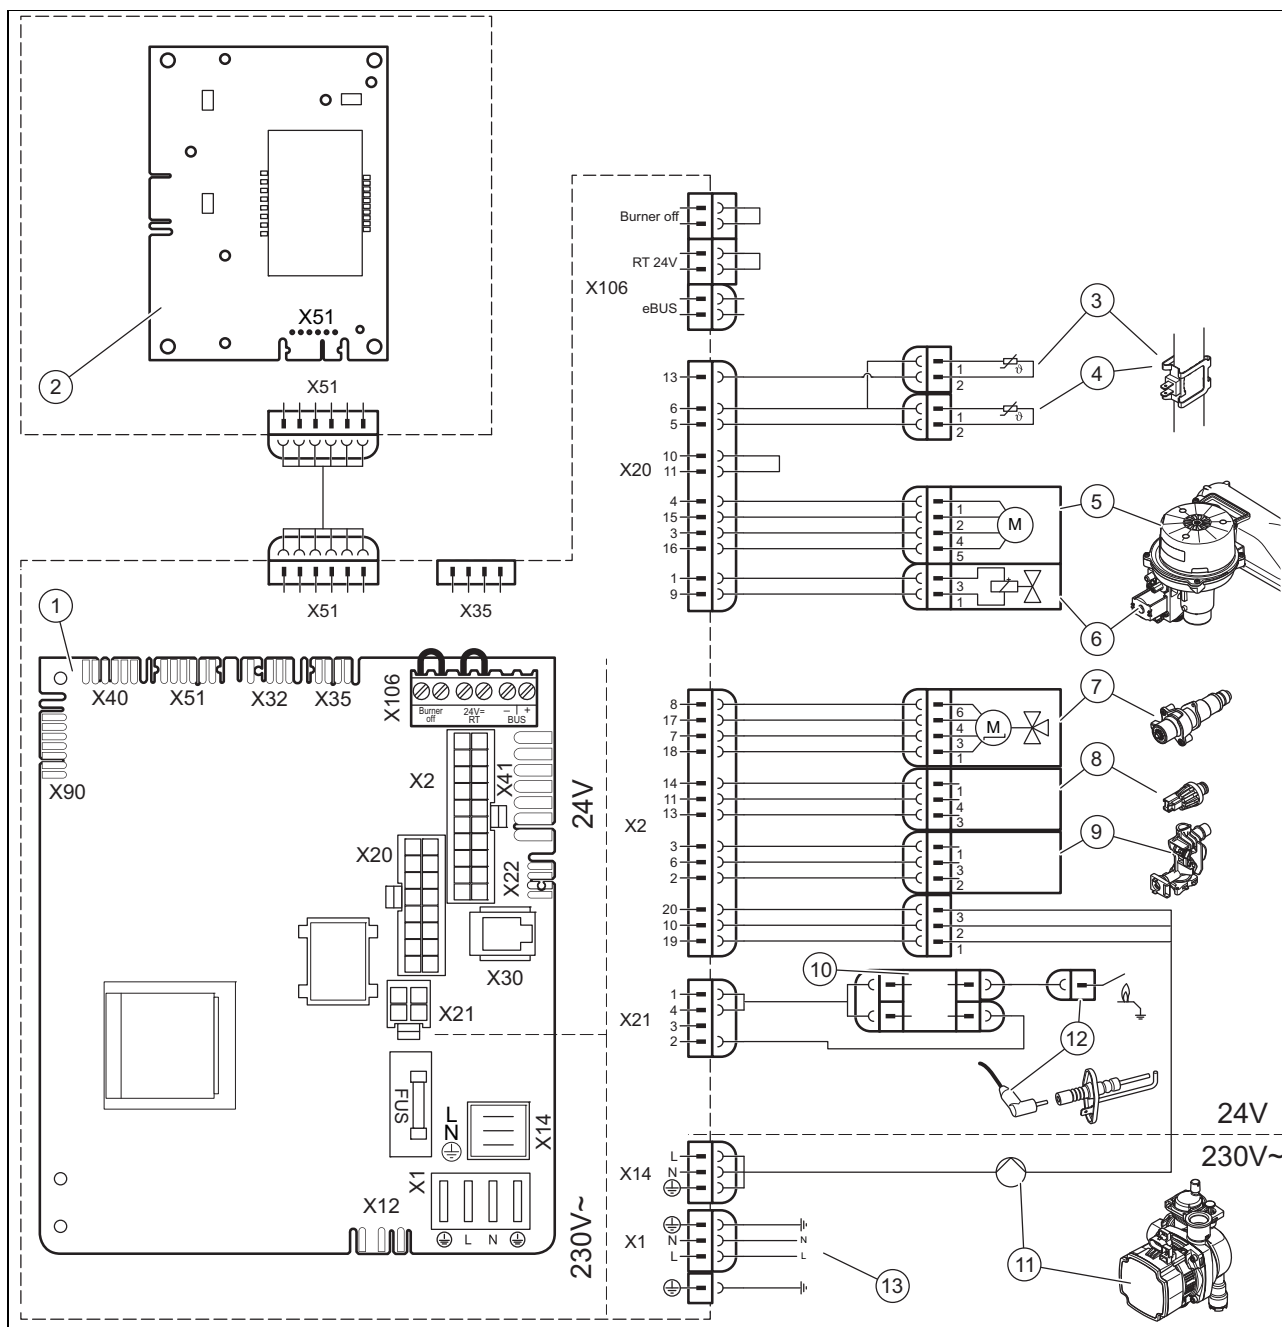 X51
2
X51
X51
X35
1
X40
X51
X32
X35
X90
X106
Burner off
24V=
RT
– | +
BUS
X2
X41
24V
X20
X22
X30
X21
FUS
L
N
X14
X1
X12
L N
230V~
Burner off
RT 24V
eBUS
X106
13
6
5
10
11
4
15
3
16
1
9
X20
1
2
ϑ
1
2
ϑ
1
2
4
5
M
3
1
+
3
4
5
6
8
17
7
18
14
11
13
3
6
2
20
10
19
X2
6
4
3
1
M
1
4
3
1
3
2
3
2
1
7
8
9
10
1
4
3
2
X21
12
24V
230V~
L
N
X14
11
N
L
X1
N
L
13